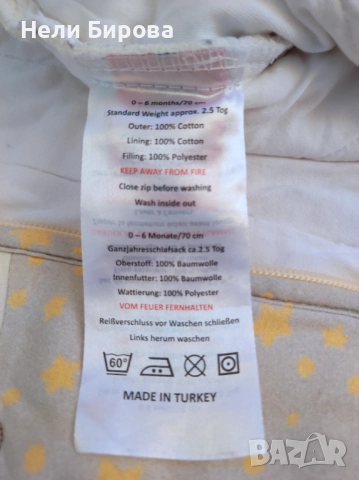 Нели Бирова
0 – 6 months/70 cm
Standard Weight approx. 2.5 Tog
Outer: 100% Cotton
Lining: 100% Cotton
Filling: 100% Polyester
KEEP AWAY FROM FIRE
Close zip before washing
Wash inside out
0 – 6 Monate/70 cm
Ganzjahresschlafsack ca 2.5 Tog
Oberstoff: 100% Baumwolle
Innenfutter: 100% Baumwolle
Wattierung: 100% Polyester
VOM FEUER FERNHALTEN
Reißverschluss vor Waschen schließen
Links herum waschen
60°
MADE IN TURKEY
BAZAR